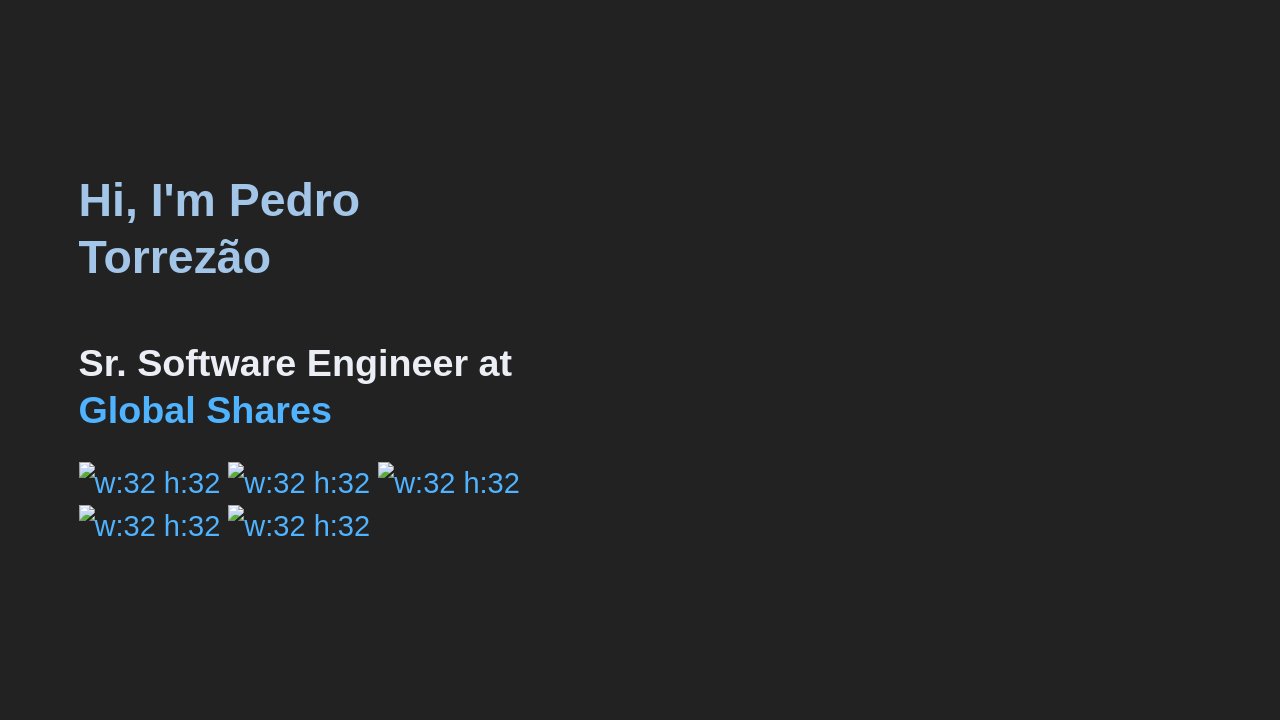 Hi, I'm Pedro
Torrezão
Sr. Software Engineer at
Global Shares
w:32 h:32 w:32 h:32 w:32 h:32
w:32 h:32 w:32 h:32